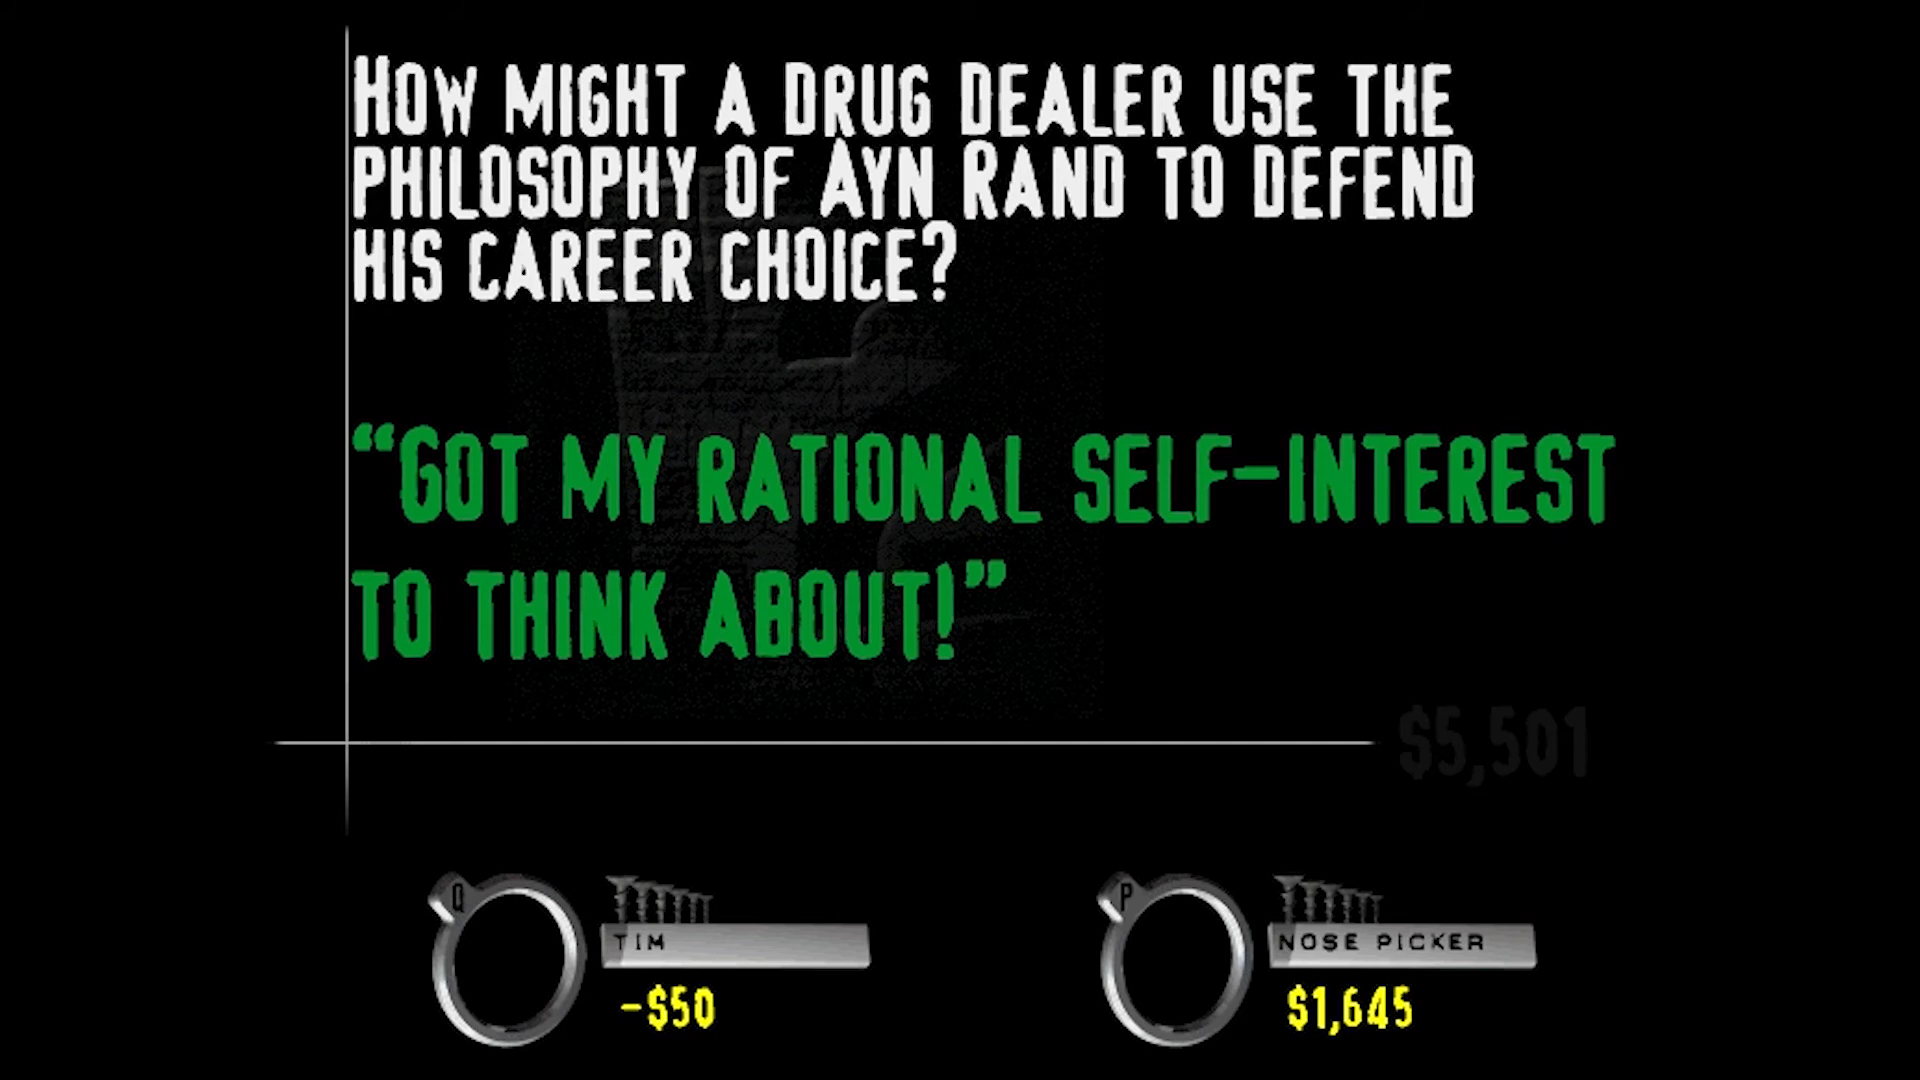 How might a drug dealer use the
philosophy of Ayn Rand to defend
his career choice?
“Got my rational self-interest
to think about!”
$5,501
Q
TIM
-$50
P
NOSE PICKER
$1,645